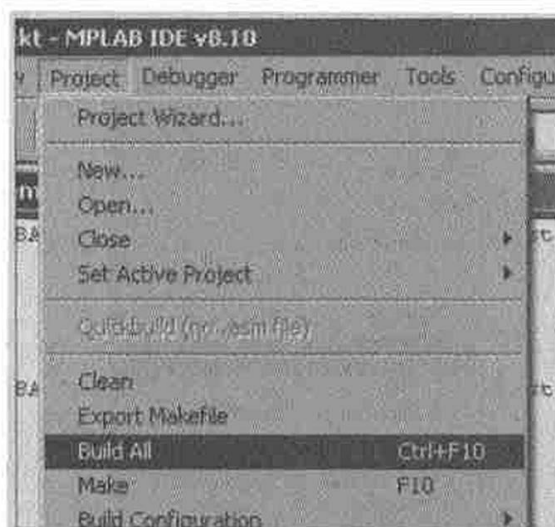 kt - MPLAB IDE v8.10
Project Debugger Programmer Tools Configu
Project Wizard...
New...
Open...
Close
Set Active Project
Quickbuild (no .asm file)
Clean
Export Makefile
Build All Ctrl+F10
Make F10
Build Configuration